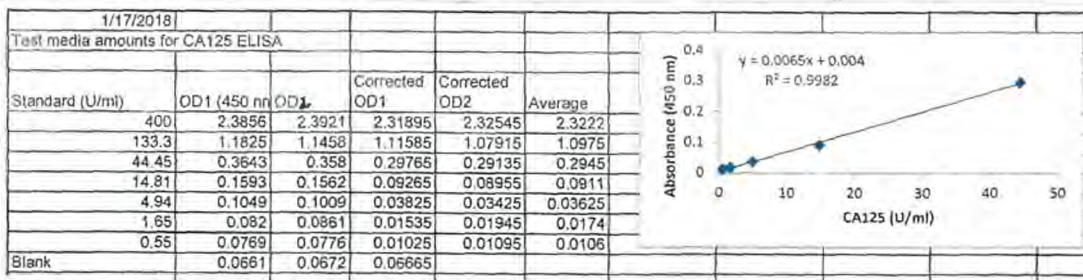 1/17/2018
Test media amounts for CA125 ELISA
Standard (U/ml) OD1 (450 nm OD2 Corrected OD1 Corrected OD2 Average
400 2.3856 2.3921 2.31895 2.32545 2.3222
133.3 1.1825 1.1458 1.11585 1.07915 1.0975
44.45 0.3643 0.358 0.29765 0.29135 0.2945
14.81 0.1593 0.1562 0.09265 0.08955 0.0911
4.94 0.1049 0.1009 0.03825 0.03425 0.03625
1.65 0.082 0.0861 0.01535 0.01945 0.0174
0.55 0.0769 0.0776 0.01025 0.01095 0.0106
Blank 0.0661 0.0672 0.06665
Absorbance (450 nm)
0.4
0.3
0.2
0.1
0
y = 0.0065x + 0.004
R² = 0.9982
0 10 20 30 40 50
CA125 (U/ml)